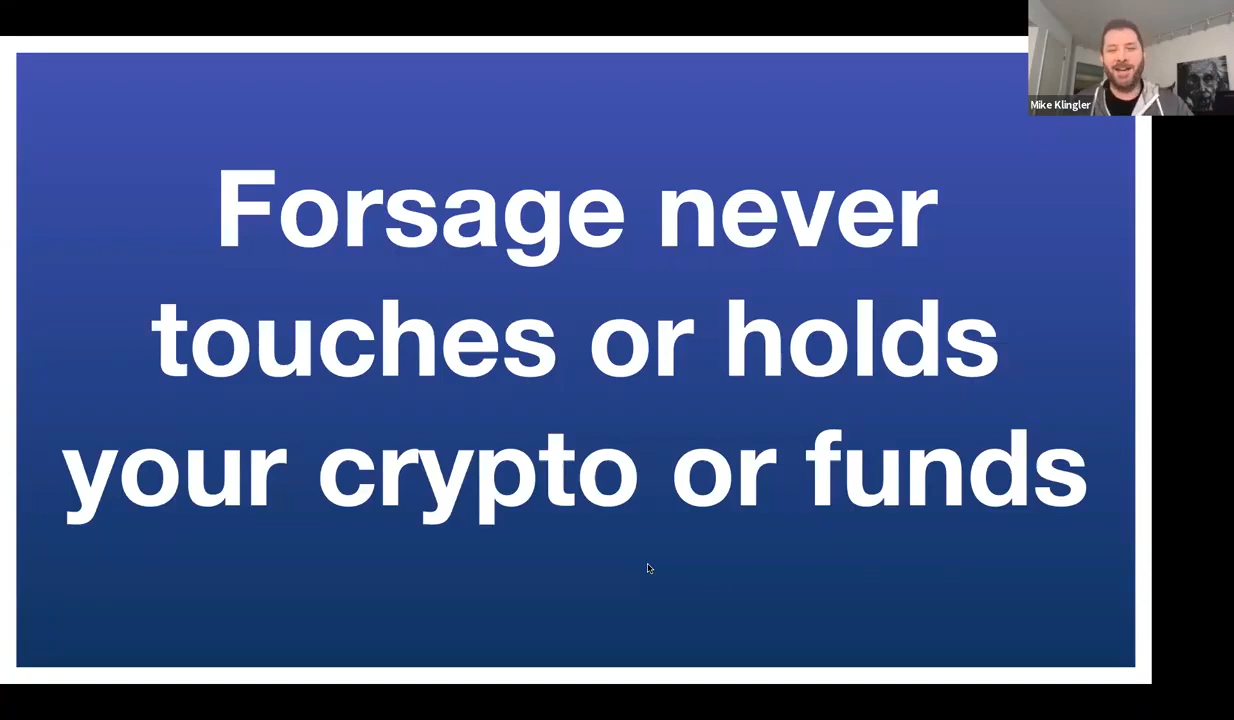 Mike Klingler
Forsage never
touches or holds
your crypto or funds